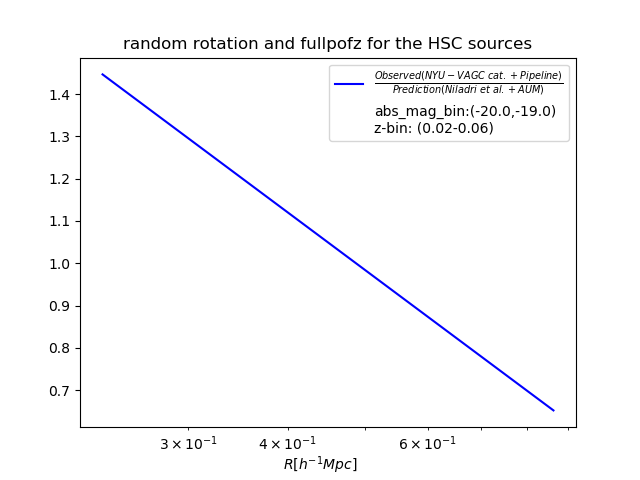 random rotation and fullpofz for the HSC sources
Observed(NYU − VAGC cat. + Pipeline)
Prediction(Niladri et al. + AUM)
abs_mag_bin:(-20.0,-19.0)
z-bin: (0.02-0.06)
1.4
1.3
1.2
1.1
1.0
0.9
0.8
0.7
3 × 10⁻¹ 4 × 10⁻¹ 6 × 10⁻¹
R[h⁻¹Mpc]